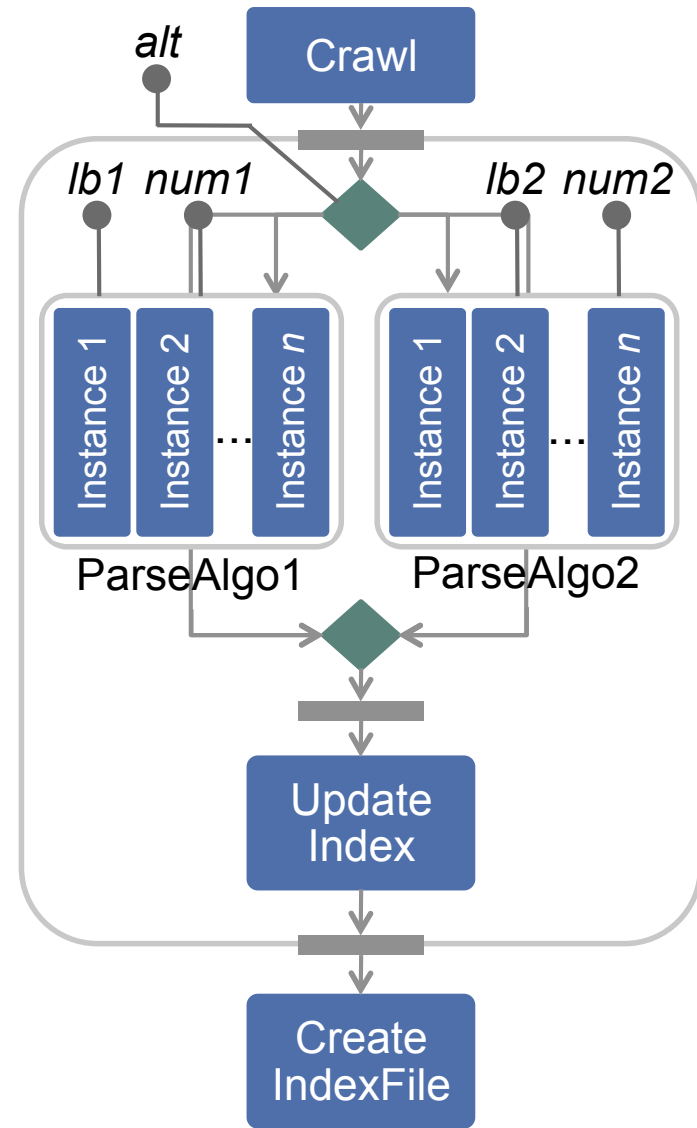 alt
Crawl
lb1
num1
lb2
num2
Instance 1
Instance 2
...
Instance n
Instance 1
Instance 2
...
Instance n
ParseAlgo1
ParseAlgo2
Update
Index
Create
IndexFile